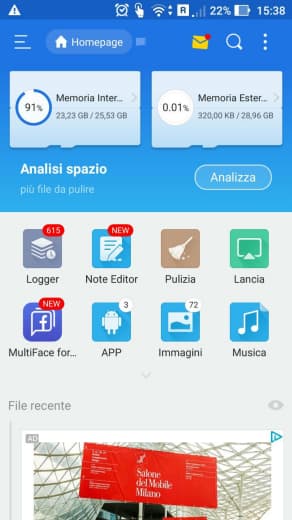 R 22% 15:38
Homepage
91% Memoria Inter...
23,23 GB / 25,53 GB
0.01% Memoria Ester...
320,00 KB / 28,96 GB
Analisi spazio
più file da pulire
Analizza
615 NEW
Logger Note Editor Pulizia Lancia
NEW 3 72
MultiFace for... APP Immagini Musica
File recente
AD
Salone
del Mobile
Milano